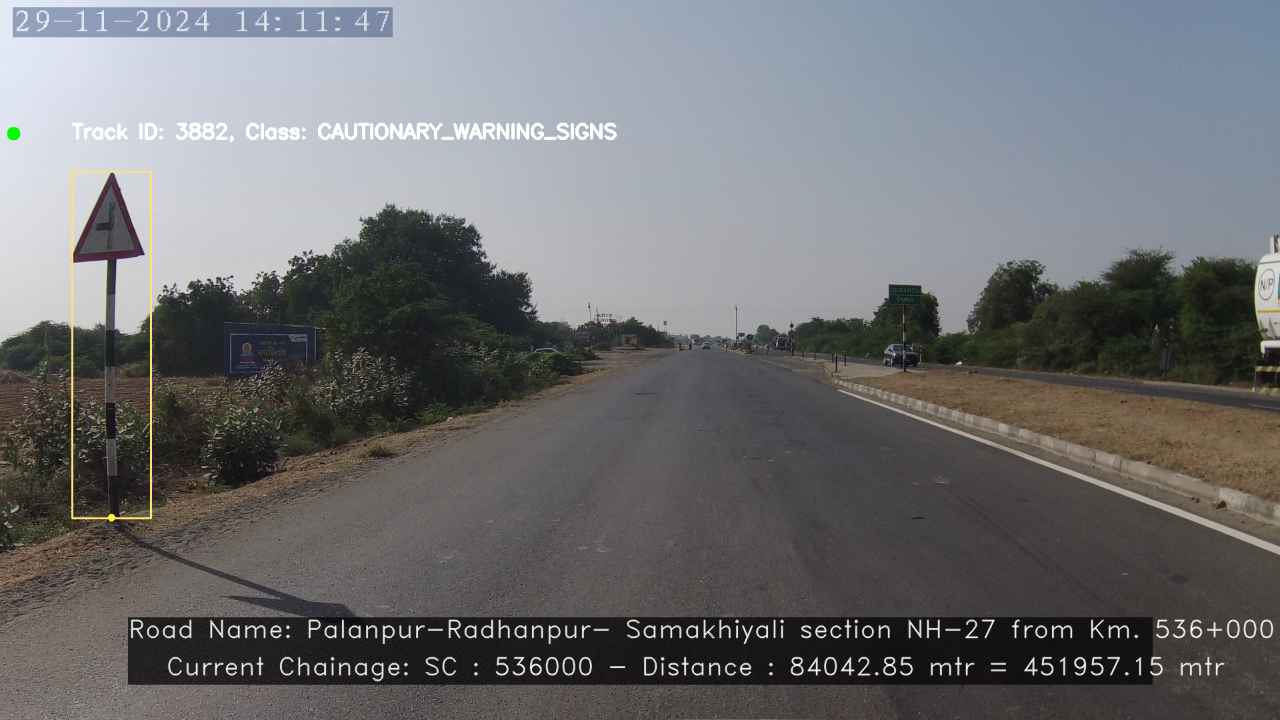 29-11-2024 14:11:47
Track ID: 3882, Class: CAUTIONARY_WARNING_SIGNS
Road Name: Palanpur-Radhanpur- Samakhiyali section NH-27 from Km. 536+000
Current Chainage: SC : 536000 - Distance : 84042.85 mtr = 451957.15 mtr